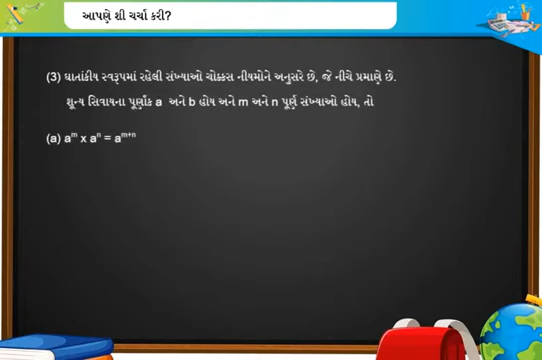 આપણે શી ચર્ચા કરી?
(3) ઘાતાંકીય સ્વરૂપમાં રહેલી સંખ્યાઓ ચોક્કસ નીયમોને અનુસરે છે, જે નીચે પ્રમાણે છે.
શૂન્ય સિવાયના પૂર્ણાંક a અને b હોય અને m અને n પૂર્ણ સંખ્યાઓ હોય, તો
(a) aᵐ x aⁿ = aᵐ⁺ⁿ